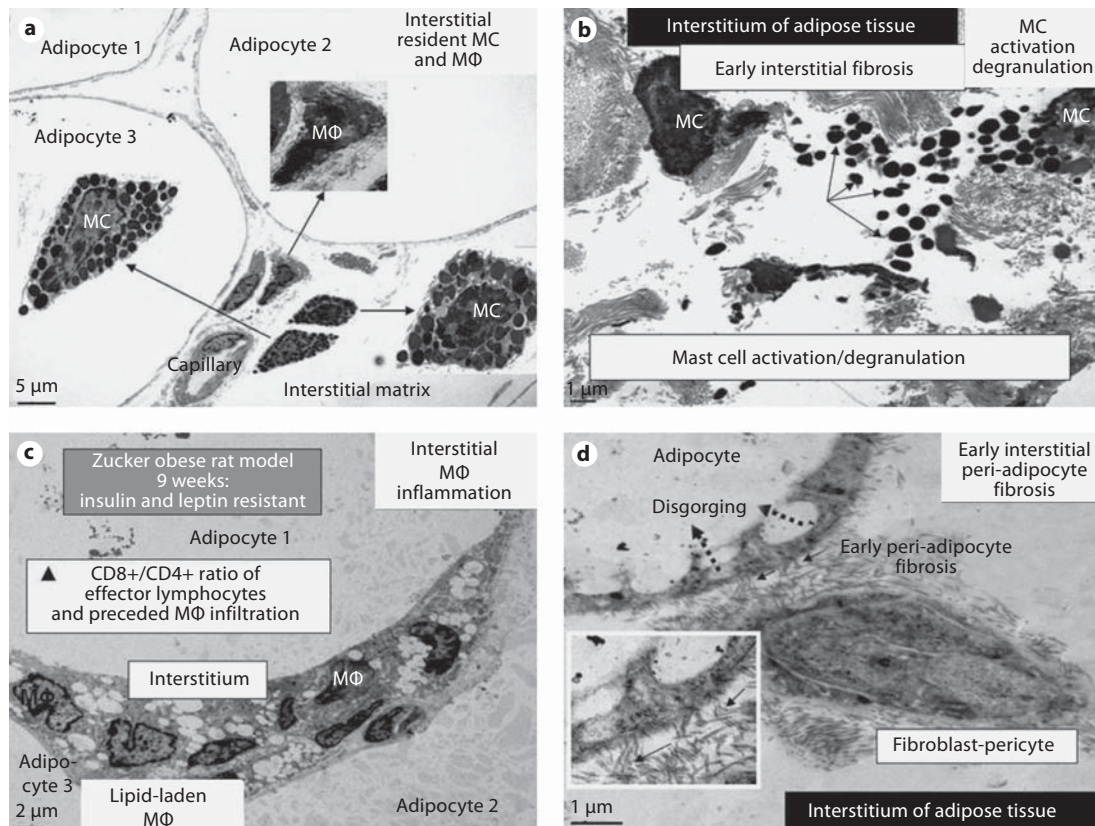 a
Adipocyte 1
Adipocyte 2
Interstitial
resident MC
and MΦ
Adipocyte 3
MΦ
MC
MC
Capillary
5 μm
Interstitial matrix
b
Interstitium of adipose tissue
Early interstitial fibrosis
MC
activation
degranulation
MC
MC
Mast cell activation/degranulation
1 μm
c
Zucker obese rat model
9 weeks:
insulin and leptin resistant
Interstitial
MΦ
inflammation
Adipocyte 1
▲ CD8+/CD4+ ratio of
effector lymphocytes
and preceded MΦ infiltration
Interstitium
MΦ
MΦ
Adipo-
cyte 3
2 μm
Lipid-laden
MΦ
Adipocyte 2
d
Adipocyte
Early interstitial
peri-adipocyte
fibrosis
Disgorging
Early peri-adipocyte
fibrosis
Fibroblast-pericyte
1 μm
Interstitium of adipose tissue